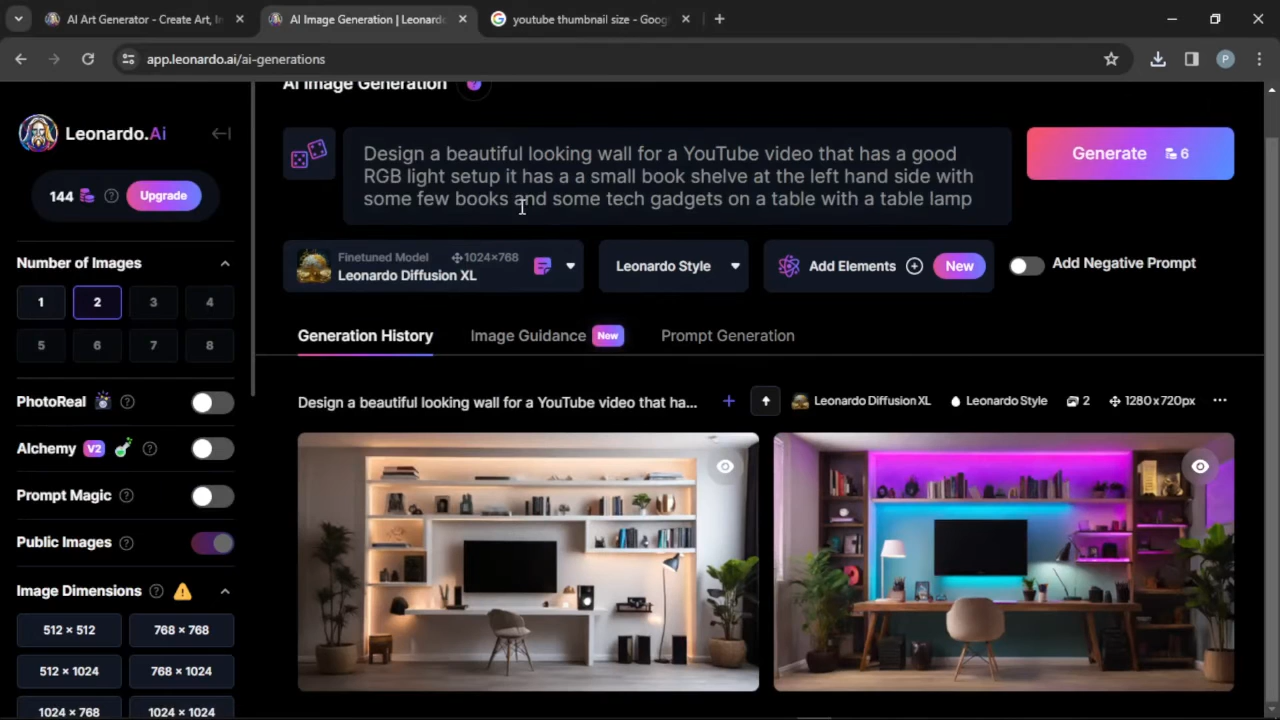 AI Art Generator - Create Art, In
AI Image Generation | Leonardo
youtube thumbnail size - Goog
app.leonardo.ai/ai-generations
P
Leonardo.Ai
144
Upgrade
AI Image Generation
Design a beautiful looking wall for a YouTube video that has a good
RGB light setup it has a a small book shelve at the left hand side with
some few books and some tech gadgets on a table with a table lamp
Generate 6
Finetuned Model 1024×768
Leonardo Diffusion XL
Leonardo Style
Add Elements
New
Add Negative Prompt
Number of Images
1
2
3
4
5
6
7
8
PhotoReal
Alchemy V2
Prompt Magic
Public Images
Image Dimensions
512 × 512
768 × 768
512 × 1024
768 × 1024
1024 × 768
1024 × 1024
Generation History
Image Guidance New
Prompt Generation
Design a beautiful looking wall for a YouTube video that ha...
Leonardo Diffusion XL
Leonardo Style
2
1280 x 720px